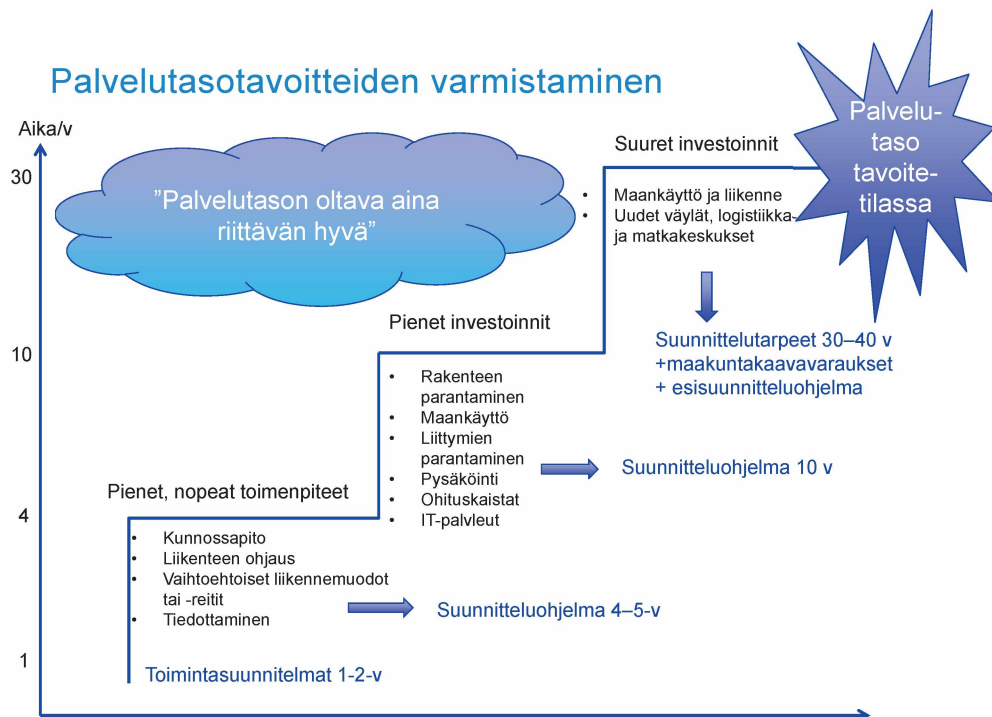 Palvelutasotavoitteiden varmistaminen
Palvelu-
taso
tavoite-
tilassa
Aika/v
30
10
4
1
”Palvelutason oltava aina
riittävän hyvä”
Suuret investoinnit
• Maankäyttö ja liikenne
• Uudet väylät, logistiikka-
ja matkakeskukset
Suunnittelutarpeet 30–40 v
+maakuntakaavavaraukset
+ esisuunnitteluohjelma
Pienet investoinnit
• Rakenteen
parantaminen
• Maankäyttö
• Liittymien
parantaminen
• Pysäköinti
• Ohituskaistat
• IT-palvleut
Suunnitteluohjelma 10 v
Pienet, nopeat toimenpiteet
• Kunnossapito
• Liikenteen ohjaus
• Vaihtoehtoiset liikennemuodot
tai -reitit
• Tiedottaminen
Suunnitteluohjelma 4–5-v
Toimintasuunnitelmat 1-2-v